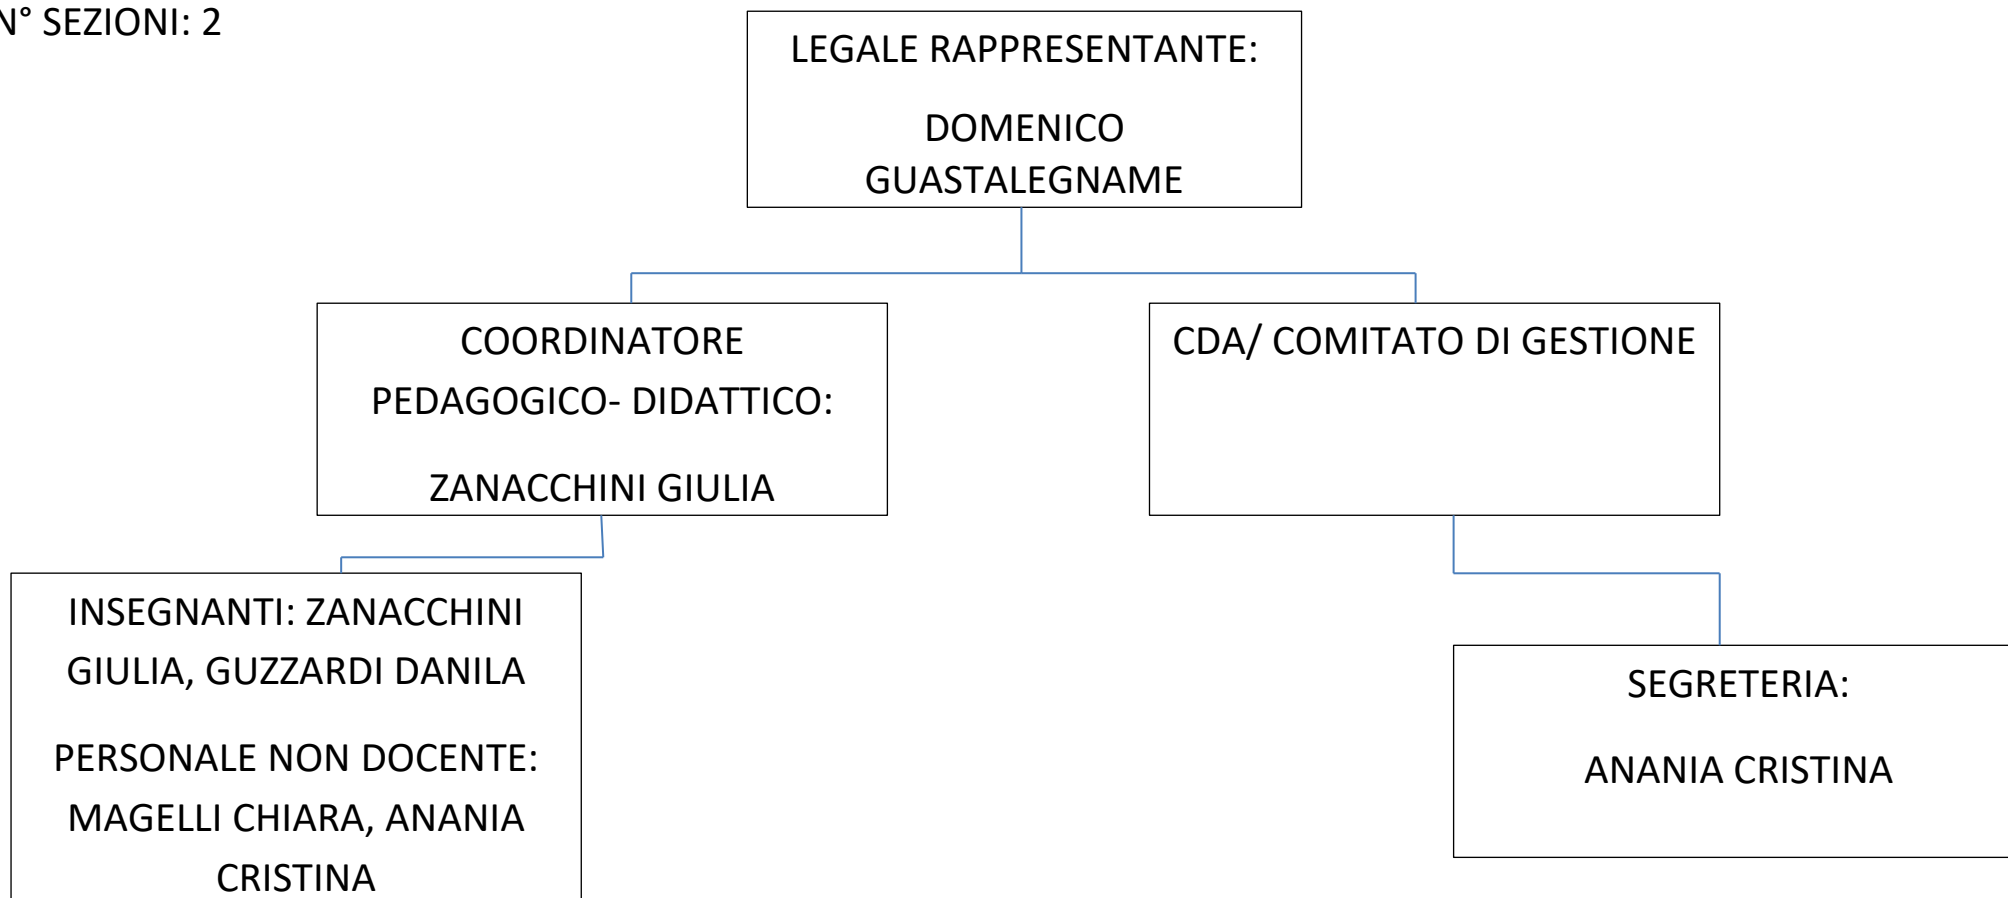 N° SEZIONI: 2
LEGALE RAPPRESENTANTE:
DOMENICO
GUASTALEGNAME
COORDINATORE
PEDAGOGICO- DIDATTICO:
ZANACCHINI GIULIA
CDA/ COMITATO DI GESTIONE
INSEGNANTI: ZANACCHINI
GIULIA, GUZZARDI DANILA
PERSONALE NON DOCENTE:
MAGELLI CHIARA, ANANIA
CRISTINA
SEGRETERIA:
ANANIA CRISTINA